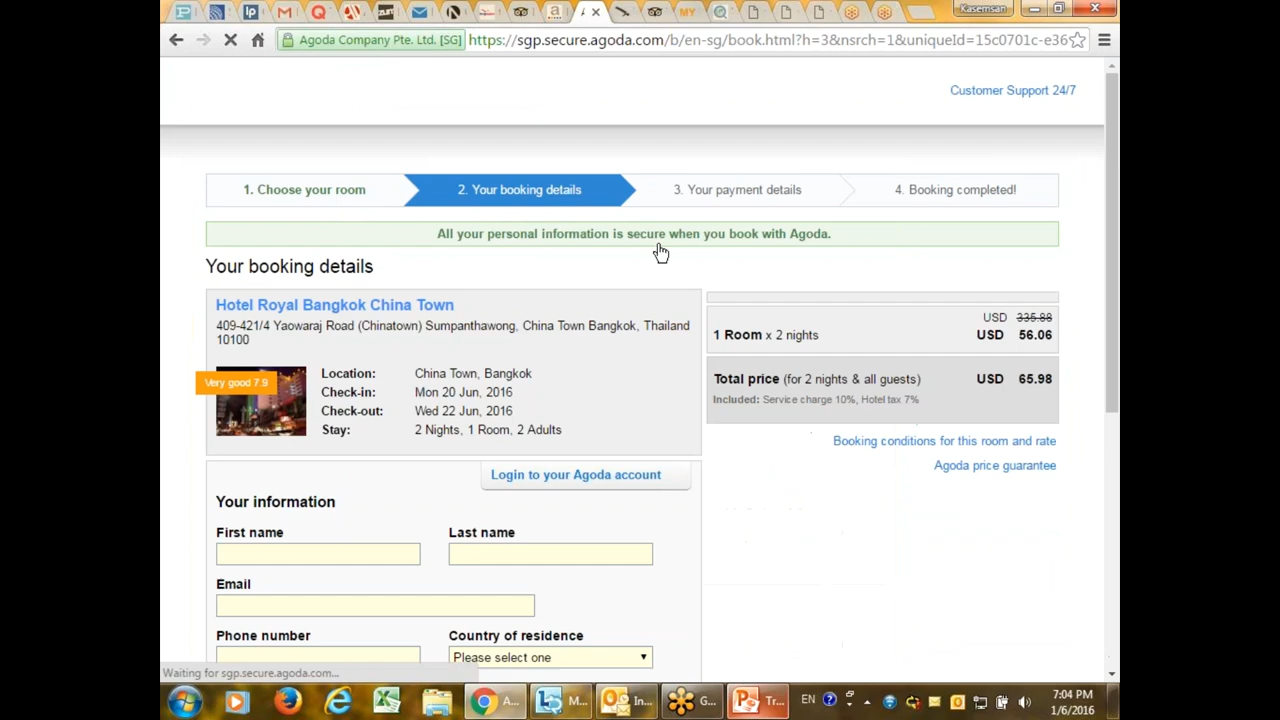 ip
MY
Kasemsan
Agoda Company Pte. Ltd. [SG] https://sgp.secure.agoda.com/b/en-sg/book.html?h=3&nsrch=1&uniqueId=15c0701c-e36
Customer Support 24/7
1. Choose your room
2. Your booking details
3. Your payment details
4. Booking completed!
All your personal information is secure when you book with Agoda.
Your booking details
Hotel Royal Bangkok China Town
409-421/4 Yaowaraj Road (Chinatown) Sumpanthawong, China Town Bangkok, Thailand
10100
Very good 7.9
Location: China Town, Bangkok
Check-in: Mon 20 Jun, 2016
Check-out: Wed 22 Jun, 2016
Stay: 2 Nights, 1 Room, 2 Adults
USD 335.88
1 Room x 2 nights USD 56.06
Total price (for 2 nights & all guests) USD 65.98
Included: Service charge 10%, Hotel tax 7%
Booking conditions for this room and rate
Agoda price guarantee
Login to your Agoda account
Your information
First name Last name
Email
Phone number Country of residence
Please select one
Waiting for sgp.secure.agoda.com...
A... M... In... G... Tr... EN 7:04 PM
1/6/2016